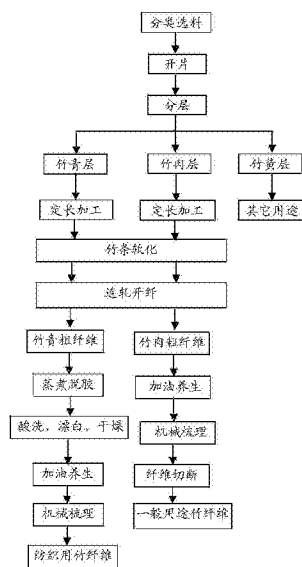 分类选料
开片
分层
竹青层
竹肉层
竹黄层
定长加工
定长加工
其它用途
竹条软化
连轧开纤
竹青粗纤维
竹肉粗纤维
蒸煮脱胶
加油养生
酸洗，漂白，干燥
机械梳理
加油养生
纤维切断
机械梳理
一般用途竹纤维
纺织用竹纤维